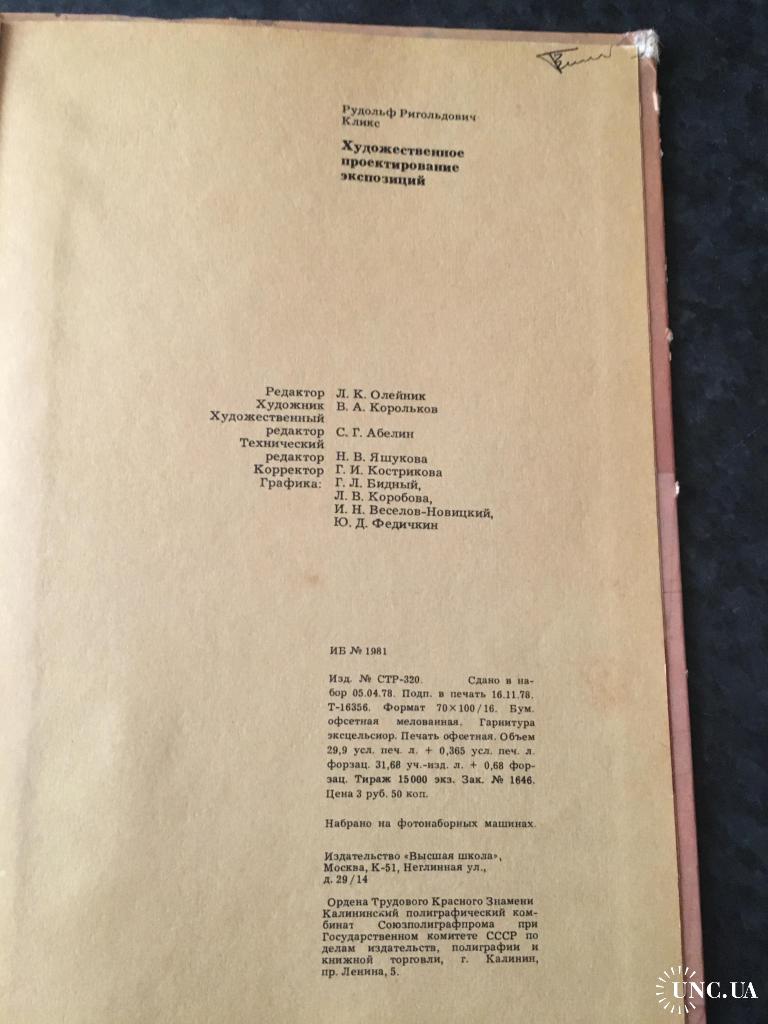 Рудольф Ригольдович
Кликс
Художественное
проектирование
экспозиций
Редактор Л. К. Олейник
Художник В. А. Корольков
Художественный
редактор С. Г. Абелин
Технический
редактор Н. В. Яшукова
Корректор Г. И. Кострикова
Графика: Г. Л. Бидный,
Л. В. Коробова,
И. Н. Веселов-Новицкий,
Ю. Д. Федичкин
ИБ № 1981
Изд. № СТР-320. Сдано в на-
бор 05.04.78. Подп. в печать 16.11.78.
Т-16356. Формат 70×100/16. Бум.
офсетная мелованная. Гарнитура
эксцельсиор. Печать офсетная. Объем
29,9 усл. печ. л. + 0,365 усл. печ. л.
форзац. 31,68 уч.-изд. л. + 0,68 фор-
зац. Тираж 15000 экз. Зак. № 1646.
Цена 3 руб. 50 коп.
Набрано на фотонаборных машинах.
Издательство «Высшая школа»,
Москва, К-51, Неглинная ул.,
д. 29/14
Ордена Трудового Красного Знамени
Калининский полиграфический ком-
бинат Союзполиграфпрома при
Государственном комитете СССР по
делам издательств, полиграфии и
книжной торговли, г. Калинин,
пр. Ленина, 5.
UNC.UA